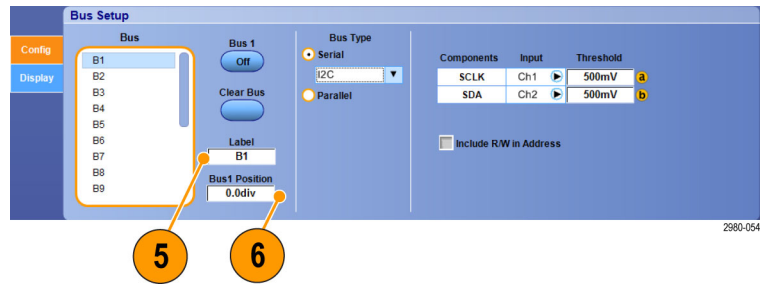 Bus Setup
Config
Display
Bus
B1
B2
B3
B4
B5
B6
B7
B8
B9
Bus 1
Off
Clear Bus
Label
B1
Bus1 Position
0.0div
Bus Type
Serial
I2C
Parallel
Components Input Threshold
SCLK Ch1 500mV a
SDA Ch2 500mV b
Include R/W in Address
5
6
2980-054